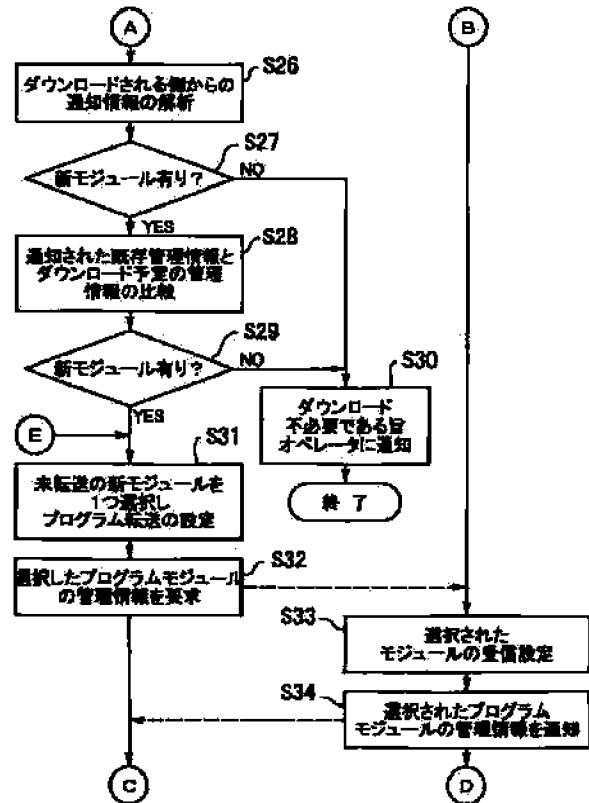 A
B
S26
ダウンロードされる側からの
通知情報の解析
S27
新モジュール有り?
NO
YES
S28
通知された既存管理情報と
ダウンロード予定の管理
情報の比較
S29
新モジュール有り?
NO
YES
S30
ダウンロード
不必要である旨
オペレータに通知
終了
E
S31
未転送の新モジュールを
1つ選択し
プログラム転送の設定
S32
選択したプログラムモジュール
の管理情報を要求
S33
選択された
モジュールの受信設定
S34
選択されたプログラム
モジュールの管理情報を通知
C
D